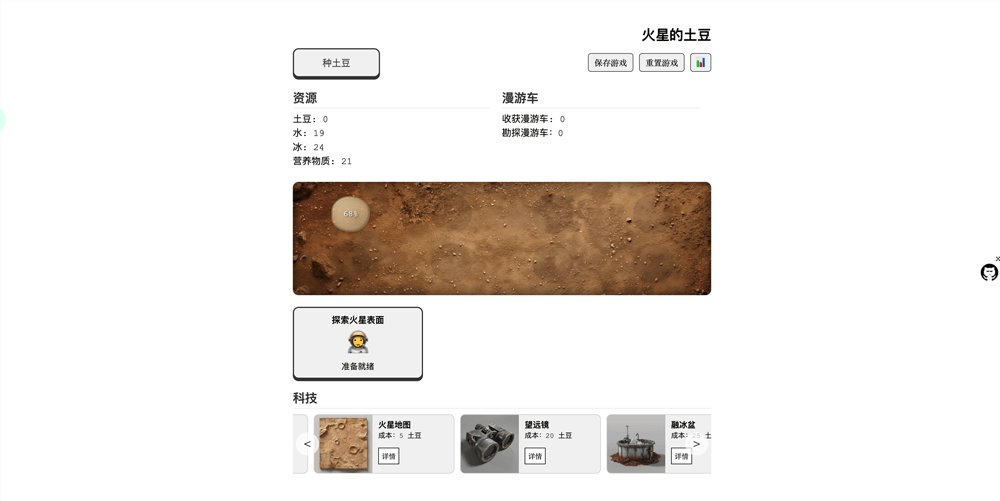 火星的土豆
种土豆
保存游戏 重置游戏
资源
土豆: 0
水: 19
冰: 24
营养物质: 21
漫游车
收获漫游车: 0
勘探漫游车: 0
68%
探索火星表面
准备就绪
科技
<
火星地图
成本: 5 土豆
详情
望远镜
成本: 20 土豆
详情
融冰盆
成本: 25 土
详情
>